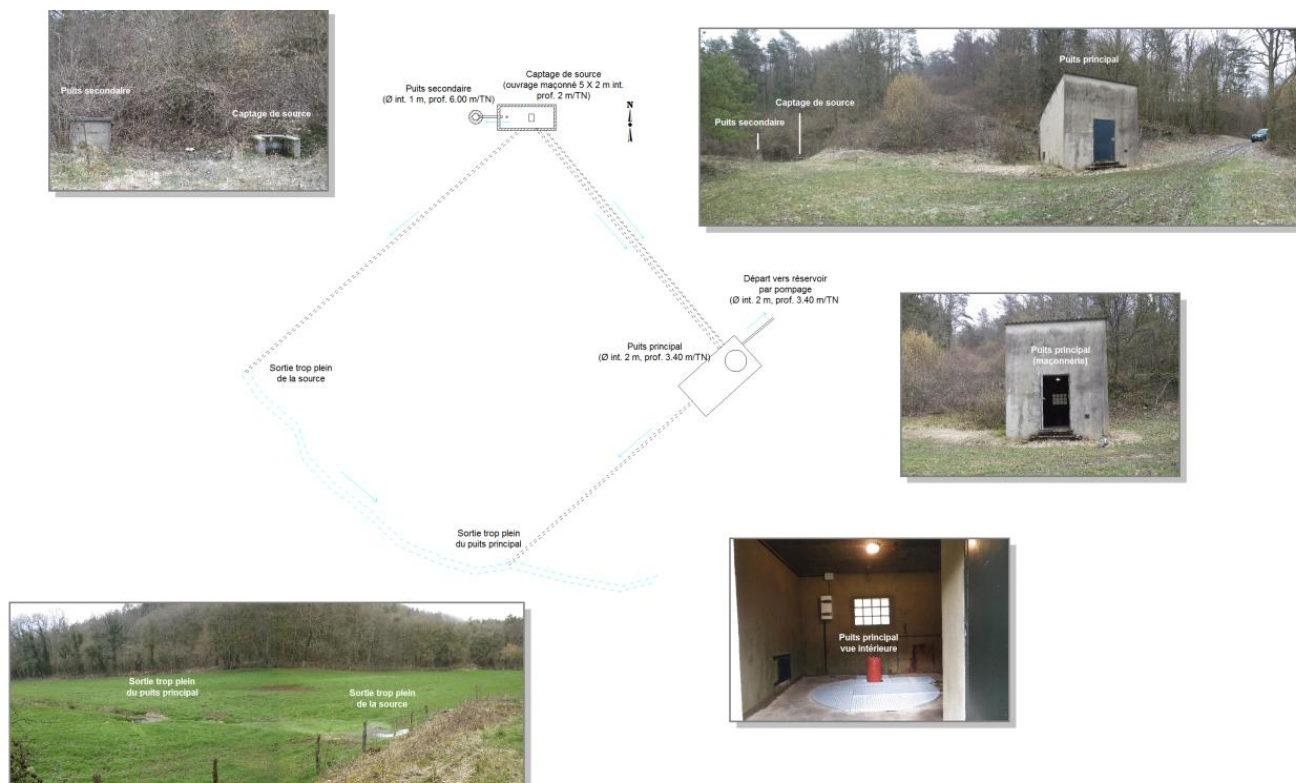 Puits secondaire
Captage de source
Puits secondaire
(Ø int. 1 m, prof. 6.00 m/TN)
Captage de source
(ouvrage maçonné 5 X 2 m int.
prof. 2 m/TN)
N
Puits principal
Captage de source
Puits secondaire
Départ vers réservoir
par pompage
(Ø int. 2 m, prof. 3.40 m/TN
Puits principal
(Ø int. 2 m, prof. 3.40 m/TN)
Puits principal
(maçonnerie)
Sortie trop plein
de la source
Sortie trop plein
du puits principal
Puits principal
vue intérieure
Sortie trop plein
du puits principal
Sortie trop plein
de la source